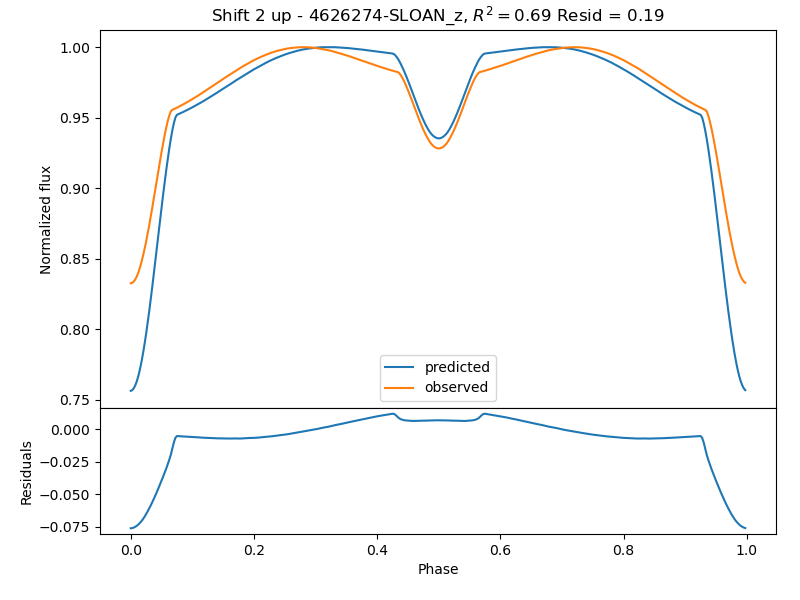 Shift 2 up - 4626274-SLOAN_z, R² = 0.69 Resid = 0.19
Normalized flux
1.00
0.95
0.90
0.85
0.80
0.75
predicted
observed
Residuals
0.000
−0.025
−0.050
−0.075
0.0 0.2 0.4 0.6 0.8 1.0
Phase